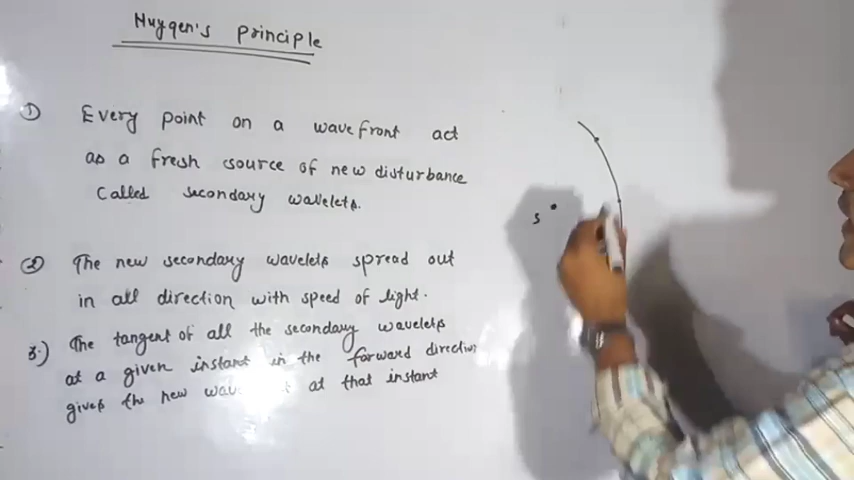 Huygen's principle
① Every point on a wavefront act
as a fresh source of new disturbance
Called secondary wavelets.
② The new secondary wavelets spread out
in all direction with speed of light.
3.) The tangent of all the secondary wavelets
at a given instant in the forward direction
gives the new at that instant
S